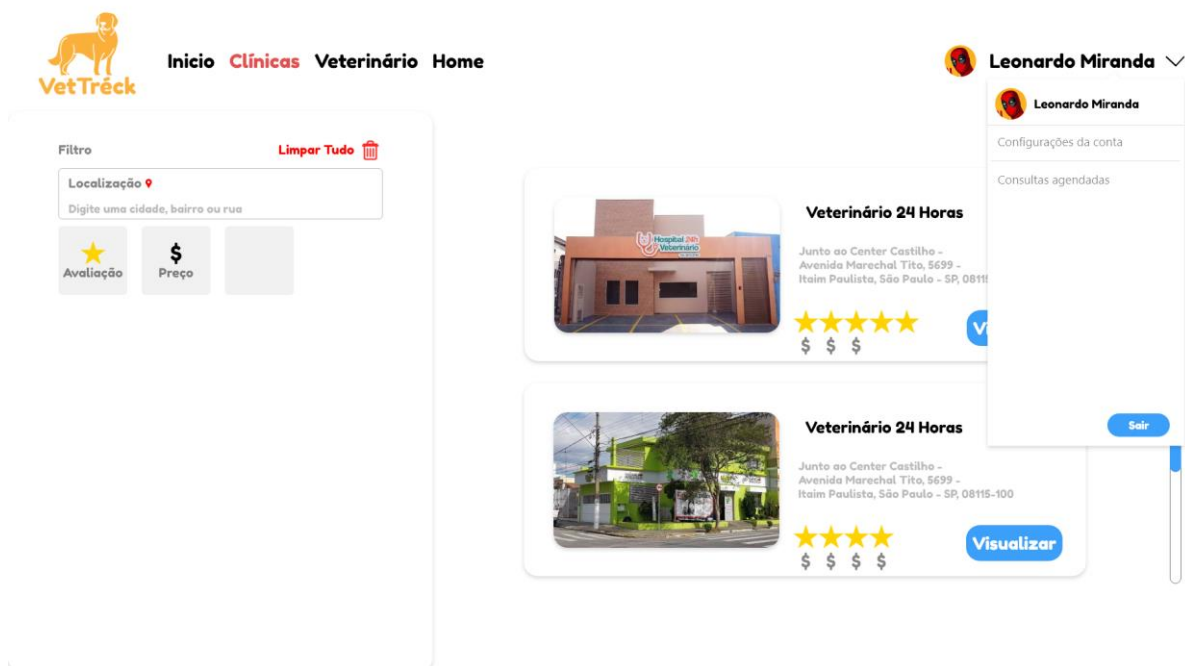 VetTréck
Inicio Clínicas Veterinário Home
Leonardo Miranda
Leonardo Miranda
Configurações da conta
Consultas agendadas
Sair
Filtro
Limpar Tudo
Localização
Digite uma cidade, bairro ou rua
Avaliação
$
Preço
Hospital 24h
Veterinário
Veterinário 24 Horas
Junto ao Center Castilho -
Avenida Marechal Tito, 5699 -
Itaim Paulista, São Paulo - SP, 0811
$ $ $
Vi
Veterinário 24 Horas
Junto ao Center Castilho -
Avenida Marechal Tito, 5699 -
Itaim Paulista, São Paulo - SP, 08115-100
$ $ $ $
Visualizar